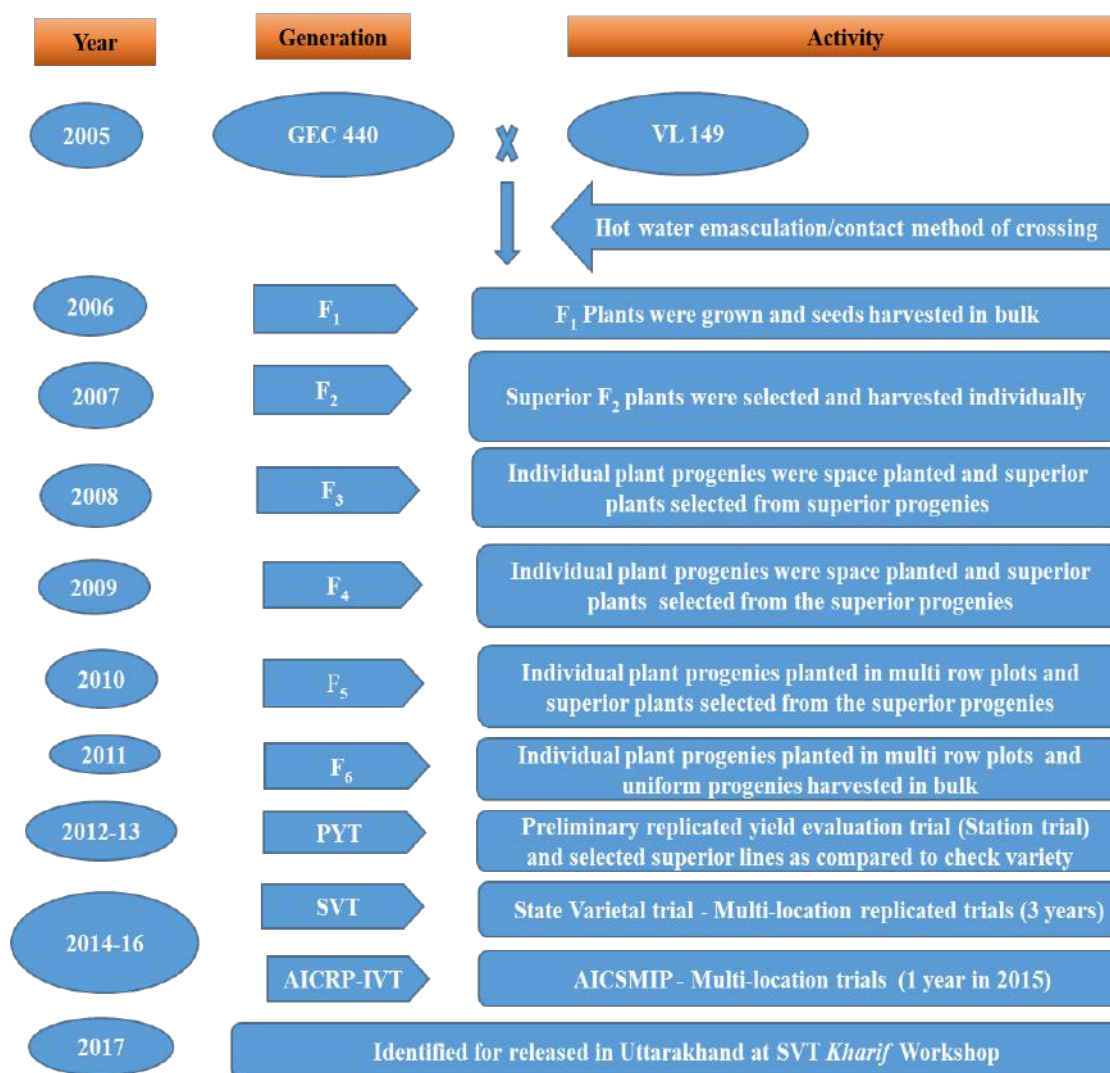 Year Generation Activity
2005 GEC 440 X VL 149
Hot water emasculation/contact method of crossing
2006 F₁ F₁ Plants were grown and seeds harvested in bulk
2007 F₂ Superior F₂ plants were selected and harvested individually
2008 F₃ Individual plant progenies were space planted and superior
plants selected from superior progenies
2009 F₄ Individual plant progenies were space planted and superior
plants selected from the superior progenies
2010 F₅ Individual plant progenies planted in multi row plots and
superior plants selected from the superior progenies
2011 F₆ Individual plant progenies planted in multi row plots and
uniform progenies harvested in bulk
2012-13 PYT Preliminary replicated yield evaluation trial (Station trial)
and selected superior lines as compared to check variety
2014-16 SVT State Varietal trial - Multi-location replicated trials (3 years)
AICRP-IVT AICSMIP - Multi-location trials (1 year in 2015)
2017 Identified for released in Uttarakhand at SVT Kharif Workshop